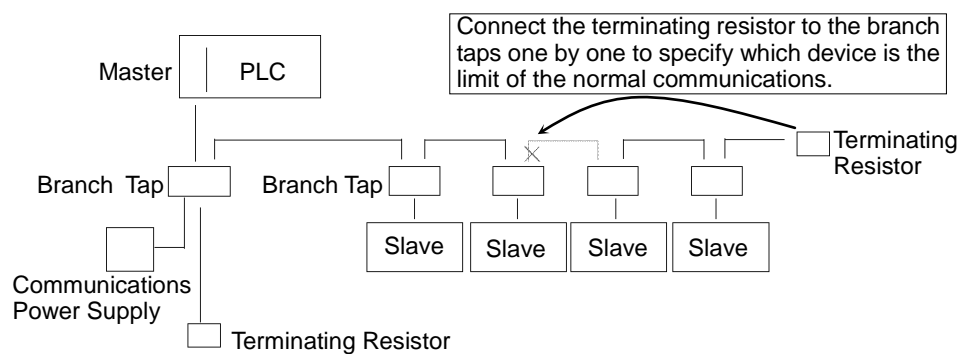 Connect the terminating resistor to the branch
taps one by one to specify which device is the
limit of the normal communications.
Master
PLC
Terminating
Resistor
Branch Tap
Branch Tap
Slave
Slave
Slave
Slave
Communications
Power Supply
Terminating Resistor